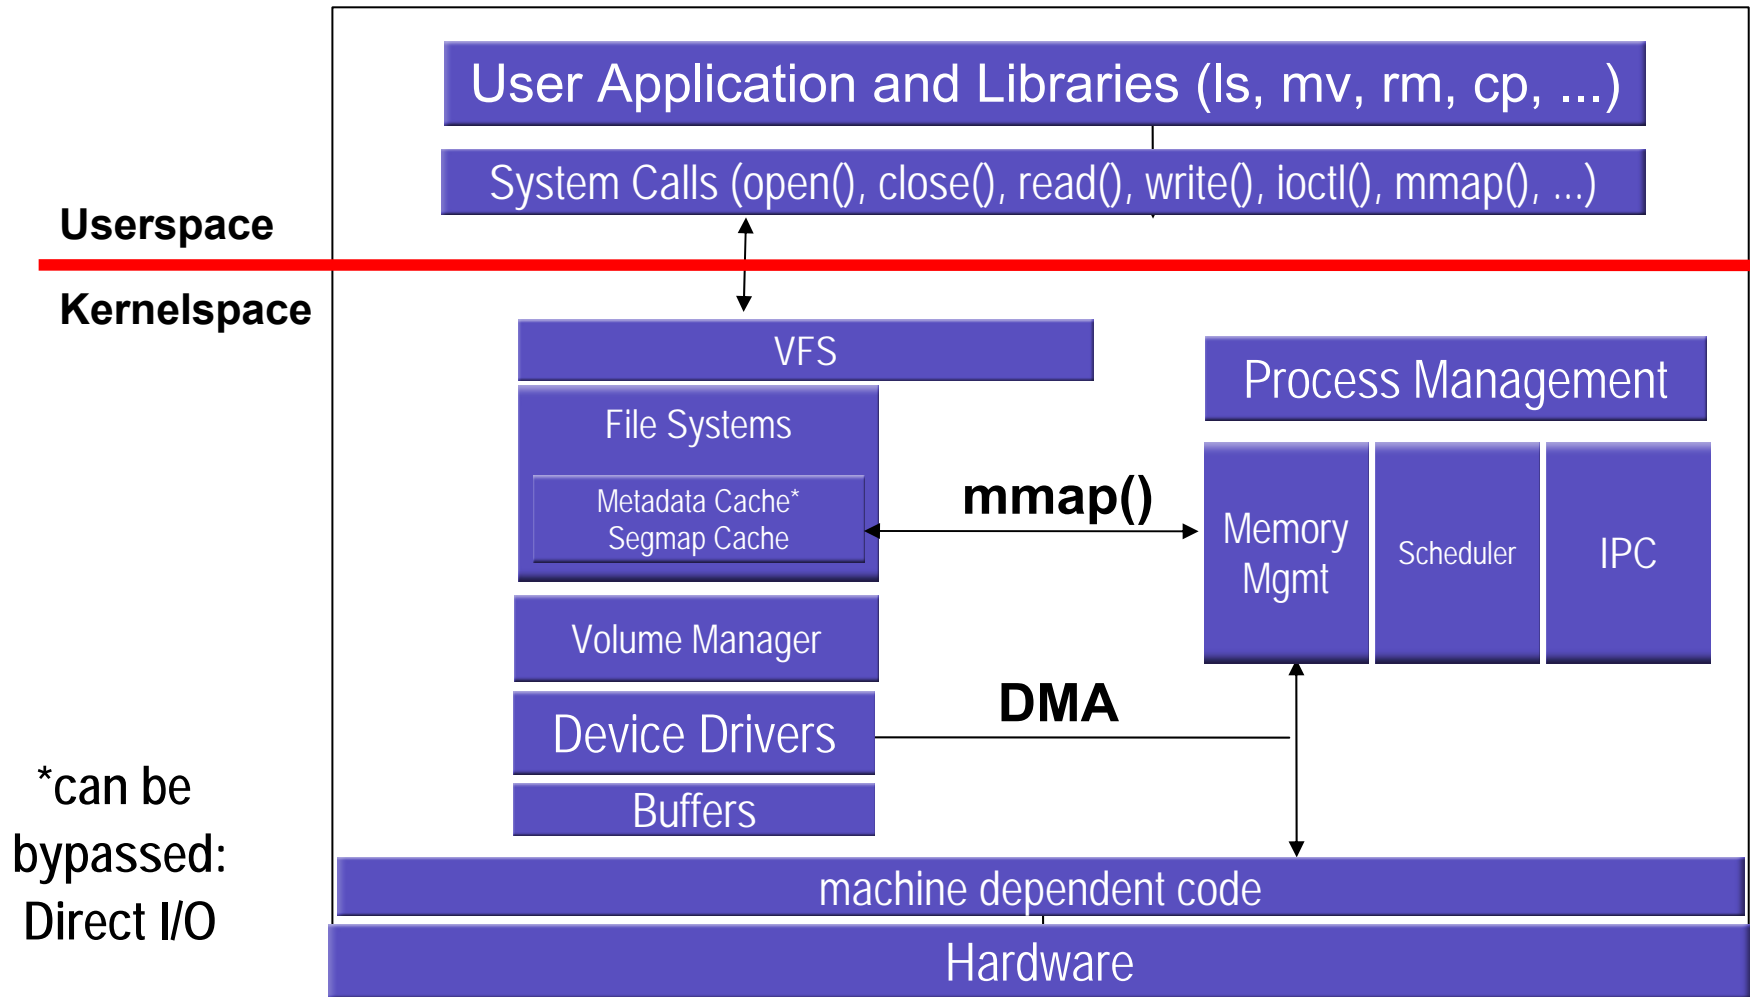 User Application and Libraries (ls, mv, rm, cp, ...)
System Calls (open(), close(), read(), write(), ioctl(), mmap(), ...)
Userspace
Kernelspace
VFS
Process Management
File Systems
Metadata Cache*
Segmap Cache
mmap()
Memory
Mgmt
Scheduler
IPC
Volume Manager
DMA
Device Drivers
Buffers
*can be
bypassed:
Direct I/O
machine dependent code
Hardware